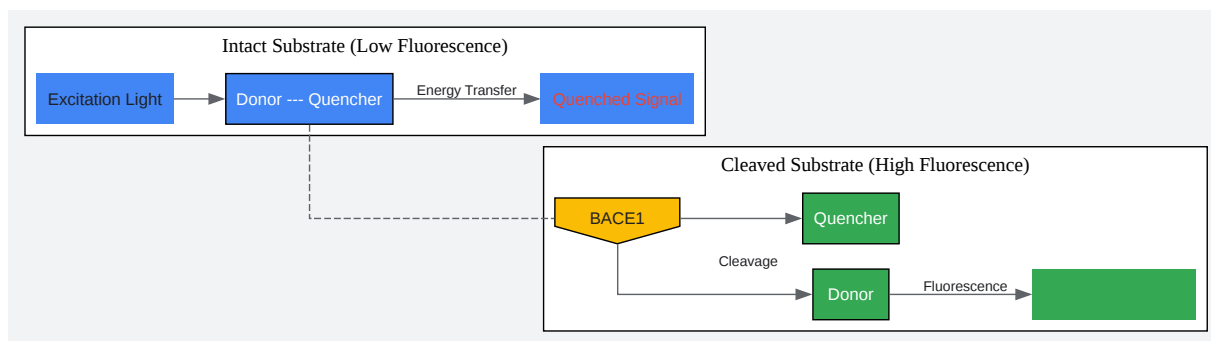 Intact Substrate (Low Fluorescence)
Excitation Light
Donor --- Quencher
Energy Transfer
Quenched Signal
Cleaved Substrate (High Fluorescence)
BACE1
Quencher
Cleavage
Donor
Fluorescence